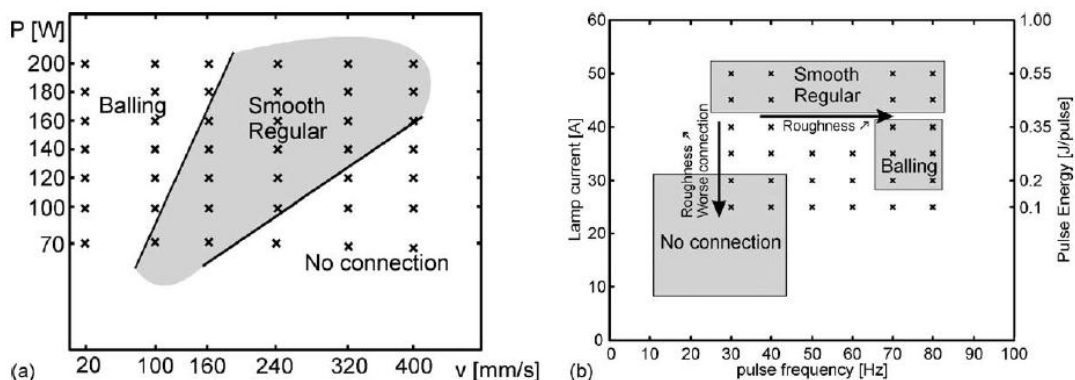 P [W]
200
180
160
140
120
100
70
Balling
Smooth
Regular
No connection
20 100 160 240 320 400 v [mm/s]
(a)
Lamp current [A]
60
50
40
30
20
10
0
Smooth
Regular
Roughness ↗
Roughness ↗
Worse connection
Balling
No connection
1.00
0.55
0.35
0.2
0.1
Pulse Energy [J/pulse]
0 10 20 30 40 50 60 70 80 90 100
pulse frequency [Hz]
(b)